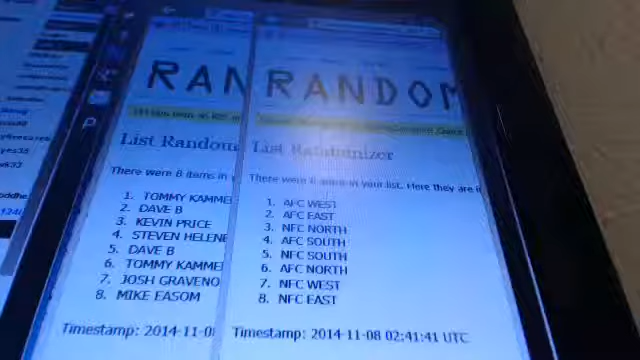 RAN
List Random
There were 8 items in
1. TOMMY KAMME
2. DAVE B
3. KEVIN PRICE
4. STEVEN HELENE
5. DAVE B
6. TOMMY KAMME
7. JOSH GRAVENO
8. MIKE EASOM
Timestamp: 2014-11-0
RANDOM
List Randomizer
There were 8 items in your list. Here they are i
1. AFC WEST
2. AFC EAST
3. NFC NORTH
4. AFC SOUTH
5. NFC SOUTH
6. AFC NORTH
7. NFC WEST
8. NFC EAST
Timestamp: 2014-11-08 02:41:41 UTC